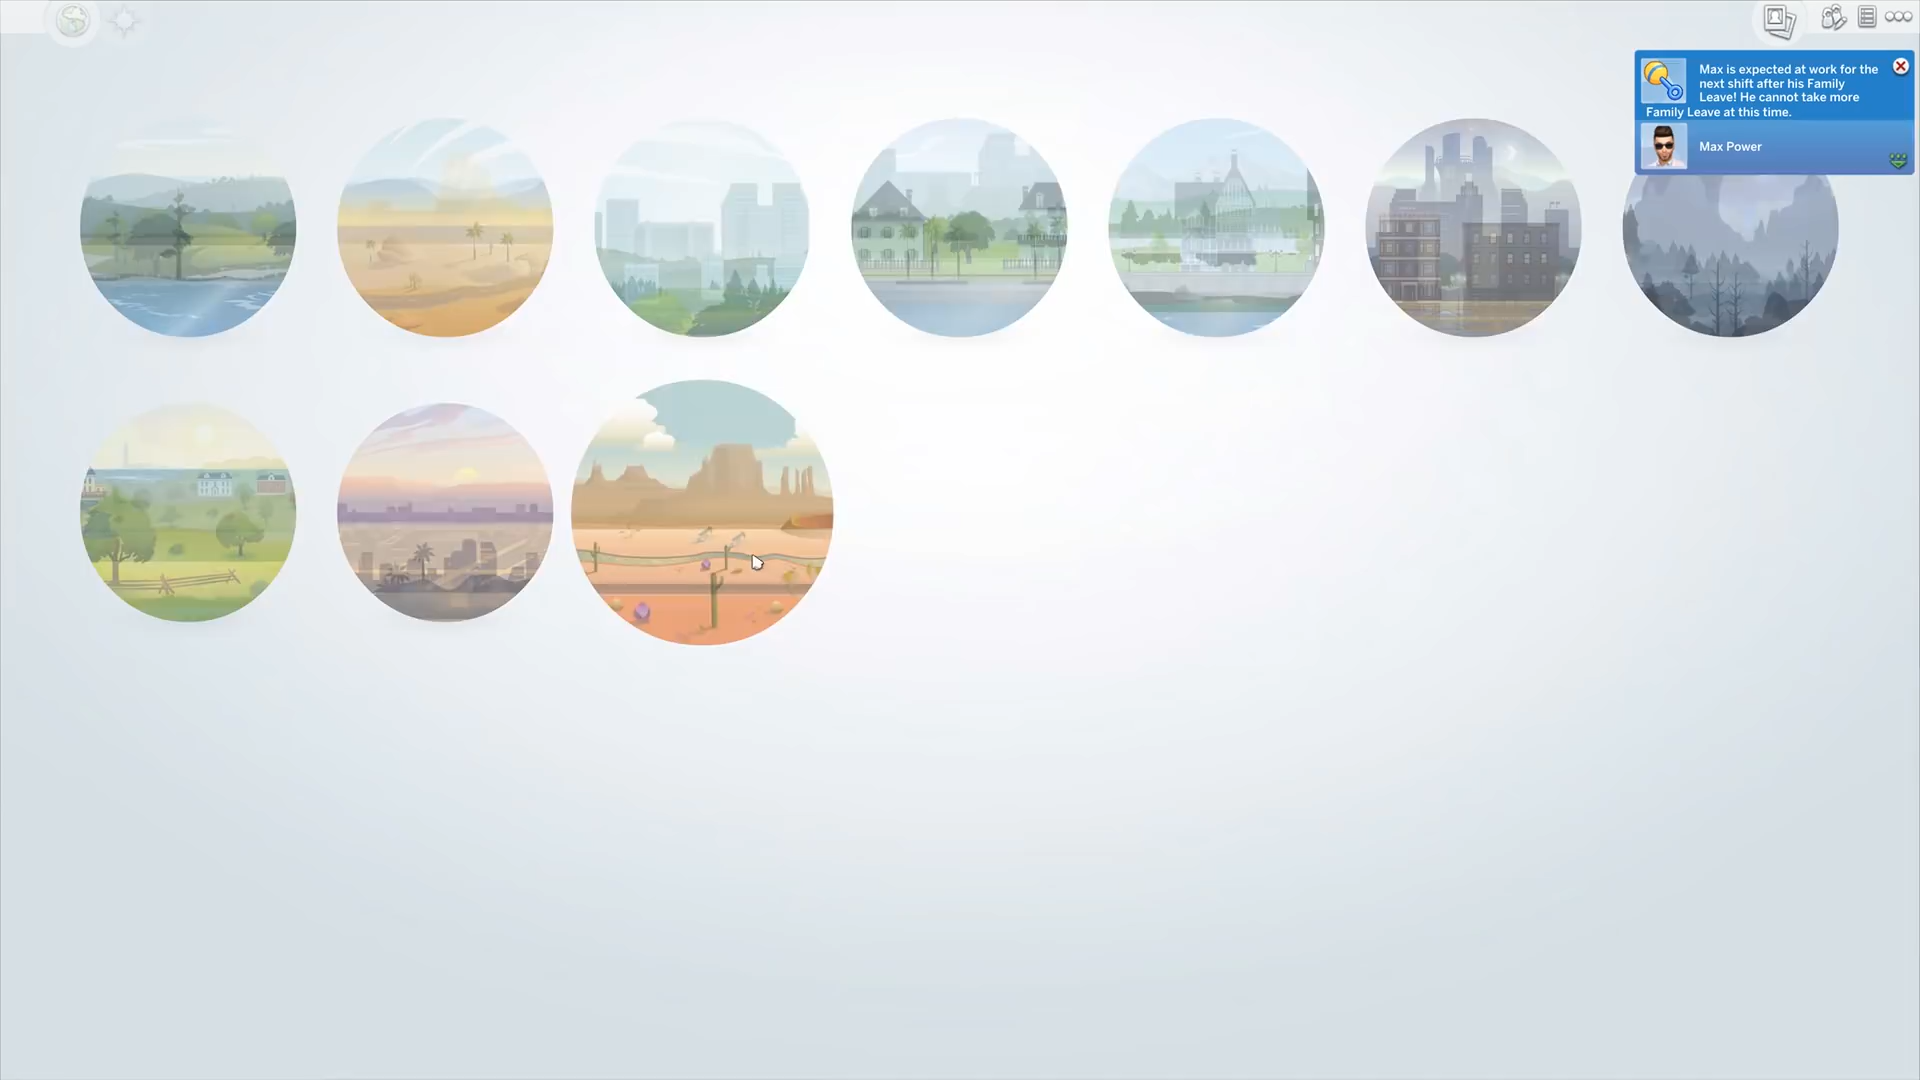 Max is expected at work for the
next shift after his Family
Leave! He cannot take more
Family Leave at this time.
Max Power